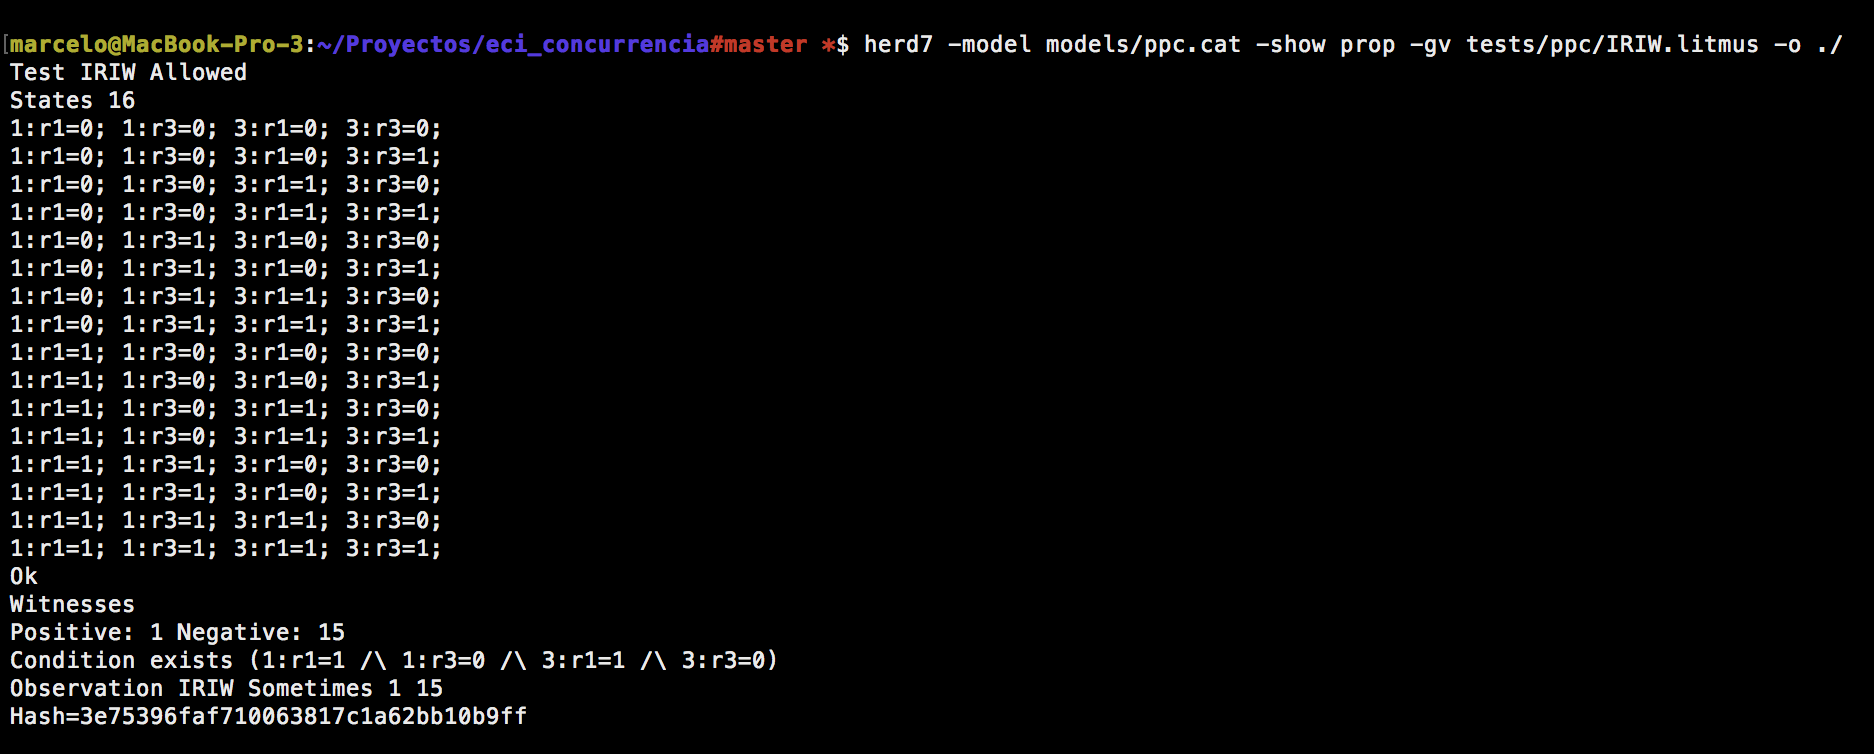 [marcelo@MacBook-Pro-3:~/Proyectos/eci_concurrencia#master *$ herd7 -model models/ppc.cat -show prop -gv tests/ppc/IRIW.litmus -o ./
Test IRIW Allowed
States 16
1:r1=0; 1:r3=0; 3:r1=0; 3:r3=0;
1:r1=0; 1:r3=0; 3:r1=0; 3:r3=1;
1:r1=0; 1:r3=0; 3:r1=1; 3:r3=0;
1:r1=0; 1:r3=0; 3:r1=1; 3:r3=1;
1:r1=0; 1:r3=1; 3:r1=0; 3:r3=0;
1:r1=0; 1:r3=1; 3:r1=0; 3:r3=1;
1:r1=0; 1:r3=1; 3:r1=1; 3:r3=0;
1:r1=0; 1:r3=1; 3:r1=1; 3:r3=1;
1:r1=1; 1:r3=0; 3:r1=0; 3:r3=0;
1:r1=1; 1:r3=0; 3:r1=0; 3:r3=1;
1:r1=1; 1:r3=0; 3:r1=1; 3:r3=0;
1:r1=1; 1:r3=0; 3:r1=1; 3:r3=1;
1:r1=1; 1:r3=1; 3:r1=0; 3:r3=0;
1:r1=1; 1:r3=1; 3:r1=0; 3:r3=1;
1:r1=1; 1:r3=1; 3:r1=1; 3:r3=0;
1:r1=1; 1:r3=1; 3:r1=1; 3:r3=1;
Ok
Witnesses
Positive: 1 Negative: 15
Condition exists (1:r1=1 /\ 1:r3=0 /\ 3:r1=1 /\ 3:r3=0)
Observation IRIW Sometimes 1 15
Hash=3e75396faf710063817c1a62bb10b9ff